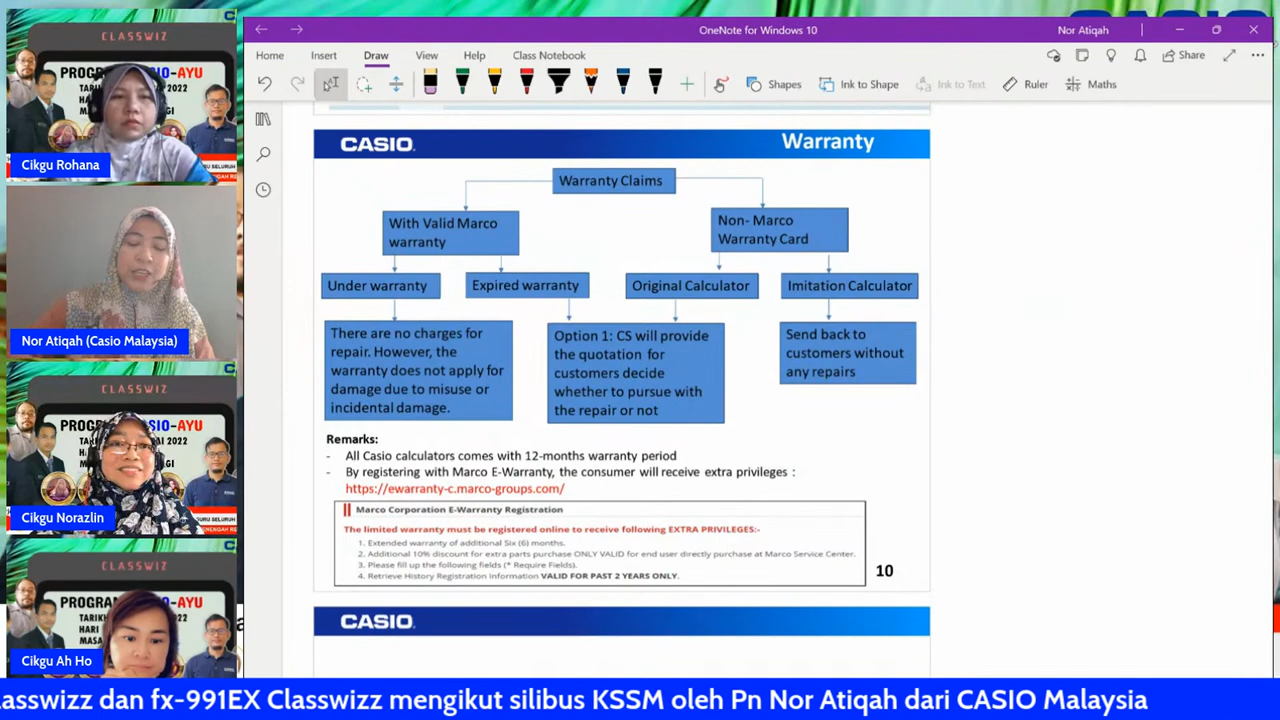 CLASSWIZ
Cikgu Rohana
Nor Atiqah (Casio Malaysia)
CLASSWIZ
Cikgu Norazlin
CLASSWIZ
Cikgu Ah Ho
OneNote for Windows 10
Nor Atiqah
Home Insert Draw View Help Class Notebook
Share
Shapes Ink to Shape Ink to Text Ruler Maths
CASIO
Warranty
Warranty Claims
With Valid Marco
warranty
Non- Marco
Warranty Card
Under warranty
Expired warranty
Original Calculator
Imitation Calculator
There are no charges for
repair. However, the
warranty does not apply for
damage due to misuse or
incidental damage.
Option 1: CS will provide
the quotation for
customers decide
whether to pursue with
the repair or not
Send back to
customers without
any repairs
Remarks:
- All Casio calculators comes with 12-months warranty period
- By registering with Marco E-Warranty, the consumer will receive extra privileges :
https://ewarranty-c.marco-groups.com/
Marco Corporation E-Warranty Registration
The limited warranty must be registered online to receive following EXTRA PRIVILEGES:-
1. Extended warranty of additional Six (6) months.
2. Additional 10% discount for extra parts purchase ONLY VALID for end user directly purchase at Marco Service Center.
3. Please fill up the following fields (* Require Fields).
4. Retrieve History Registration Information VALID FOR PAST 2 YEARS ONLY.
10
CASIO
asswizz dan fx-991EX Classwizz mengikut silibus KSSM oleh Pn Nor Atiqah dari CASIO Malaysia